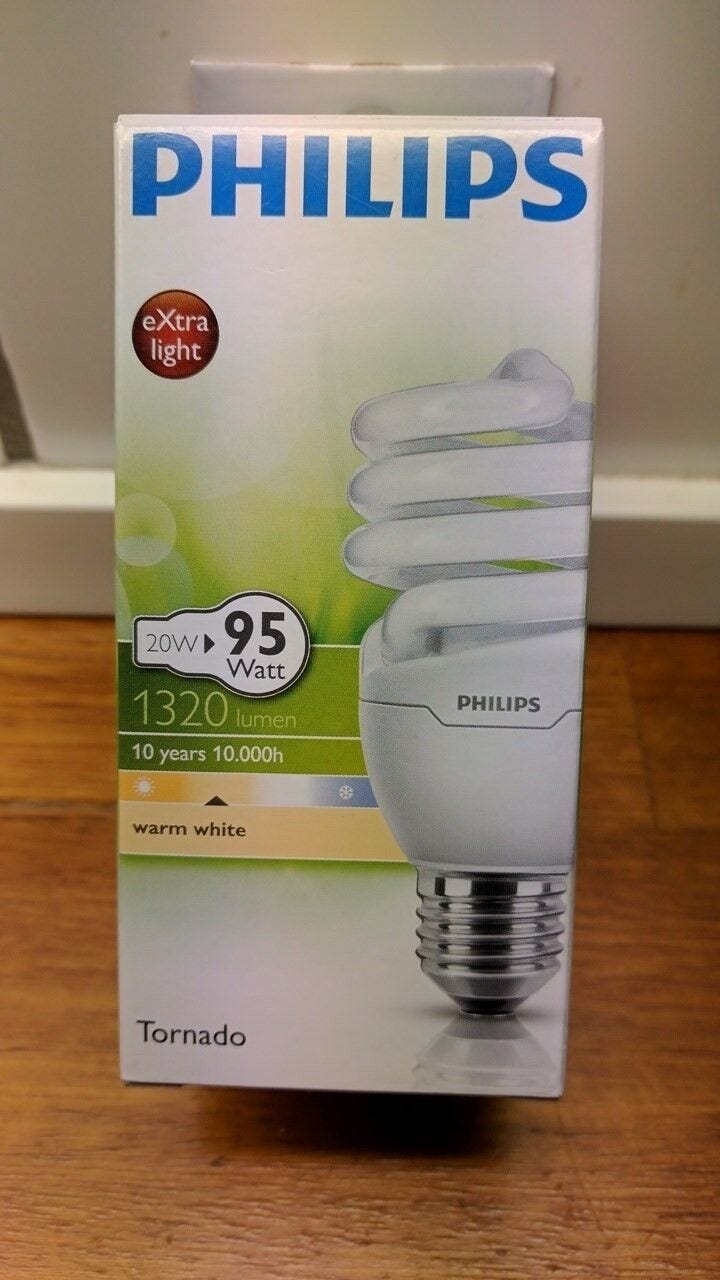 PHILIPS
eXtra
light
20W 95
Watt
PHILIPS
1320 lumen
10 years 10.000h
warm white
Tornado